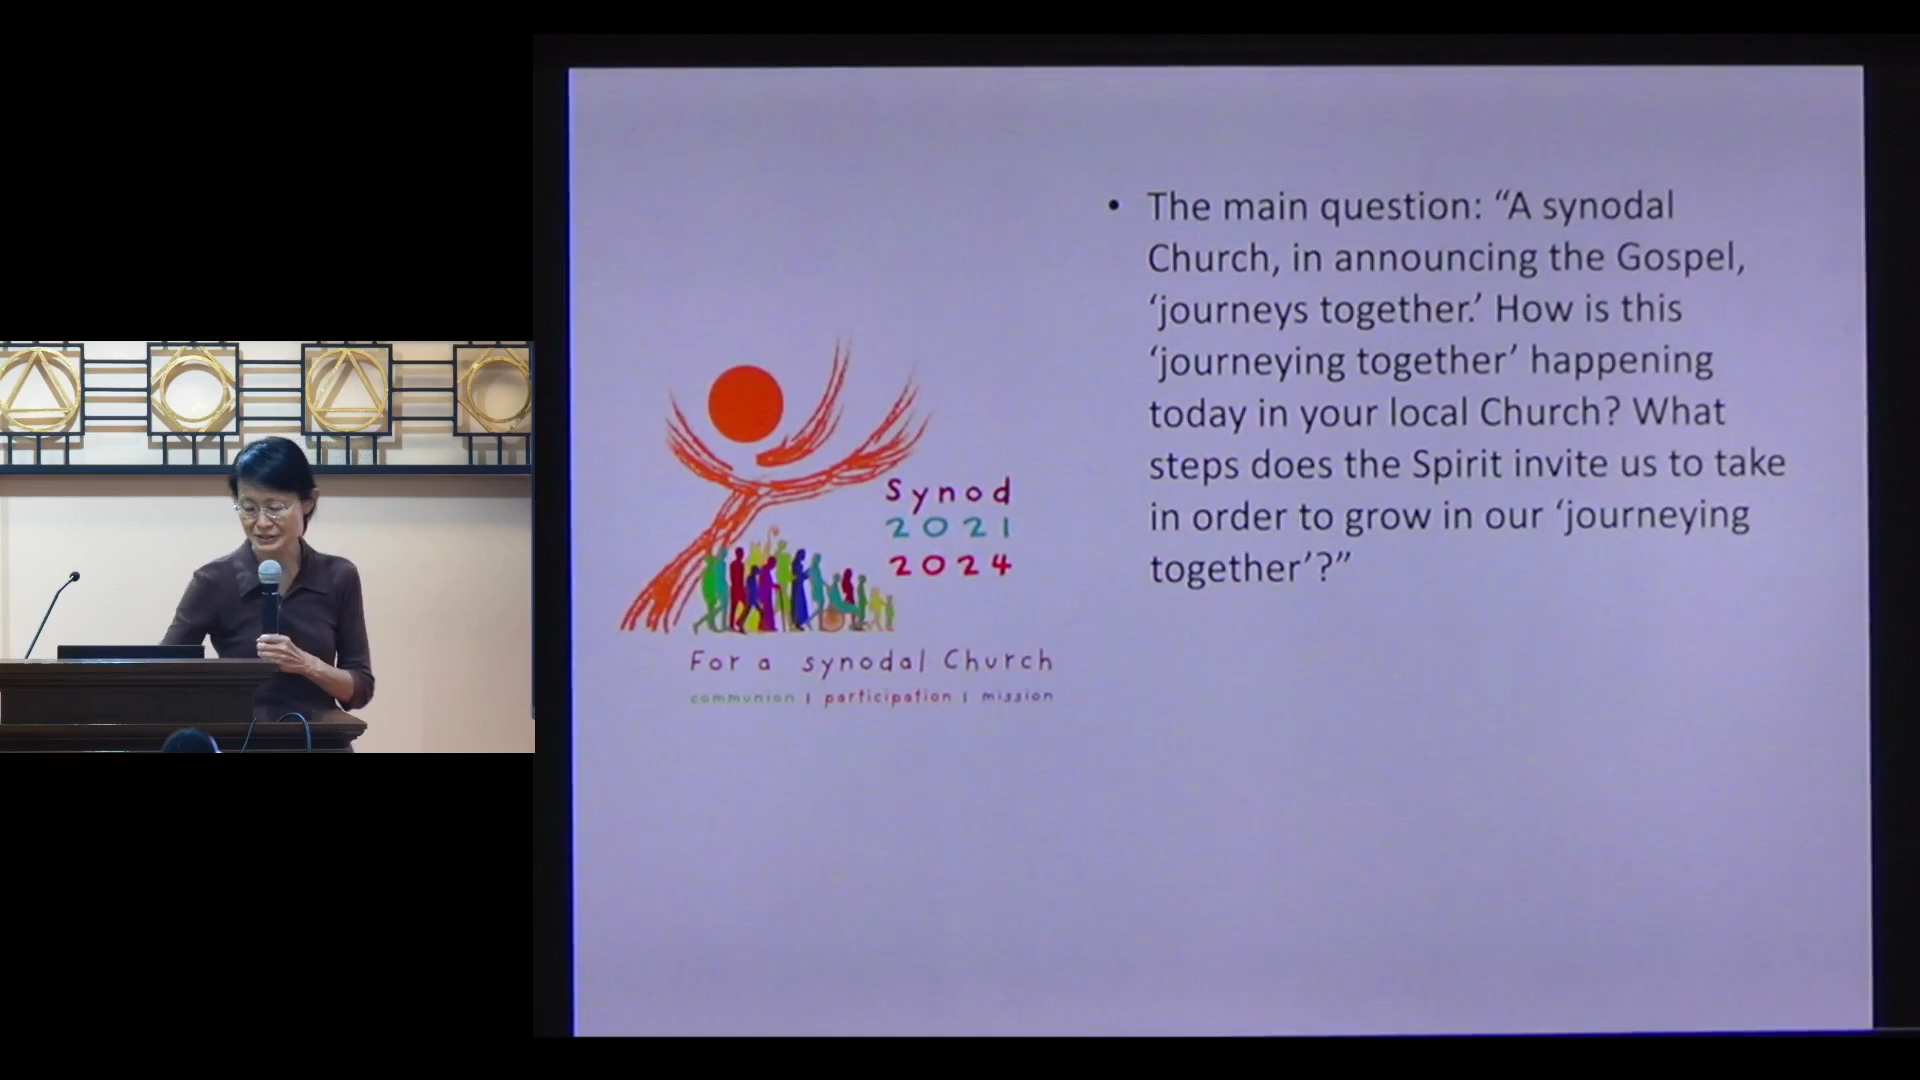 Synod
2021
2024
For a synodal Church
communion | participation | mission
• The main question: “A synodal
Church, in announcing the Gospel,
‘journeys together.’ How is this
‘journeying together’ happening
today in your local Church? What
steps does the Spirit invite us to take
in order to grow in our ‘journeying
together’?”